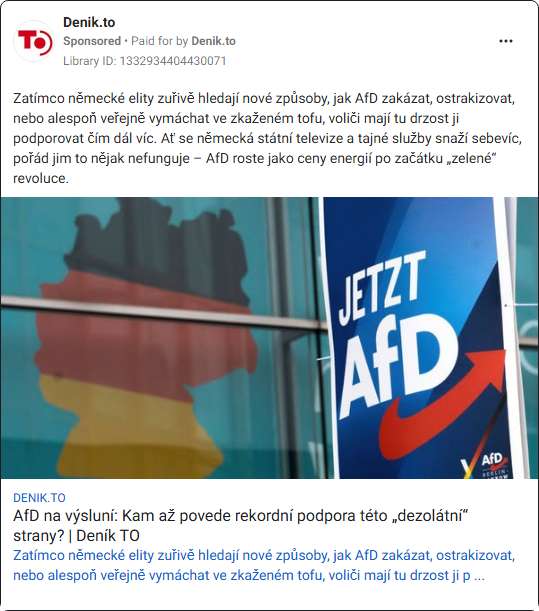 Denik.to
Sponsored • Paid for by Denik.to
Library ID: 1332934404430071
Zatímco německé elity zuřivě hledají nové způsoby, jak AfD zakázat, ostrakizovat,
nebo alespoň veřejně vymáchat ve zkaženém tofu, voliči mají tu drzost ji
podporovat čím dál víc. Ať se německá státní televize a tajné služby snaží sebevíc,
pořád jim to nějak nefunguje – AfD roste jako ceny energií po začátku „zelené“
revoluce.
JETZT
AfD
AfD
BERLIN
DENIK.TO
AfD na výsluní: Kam až povede rekordní podpora této „dezolátní“
strany? | Deník TO
Zatímco německé elity zuřivě hledají nové způsoby, jak AfD zakázat, ostrakizovat,
nebo alespoň veřejně vymáchat ve zkaženém tofu, voliči mají tu drzost ji p ...